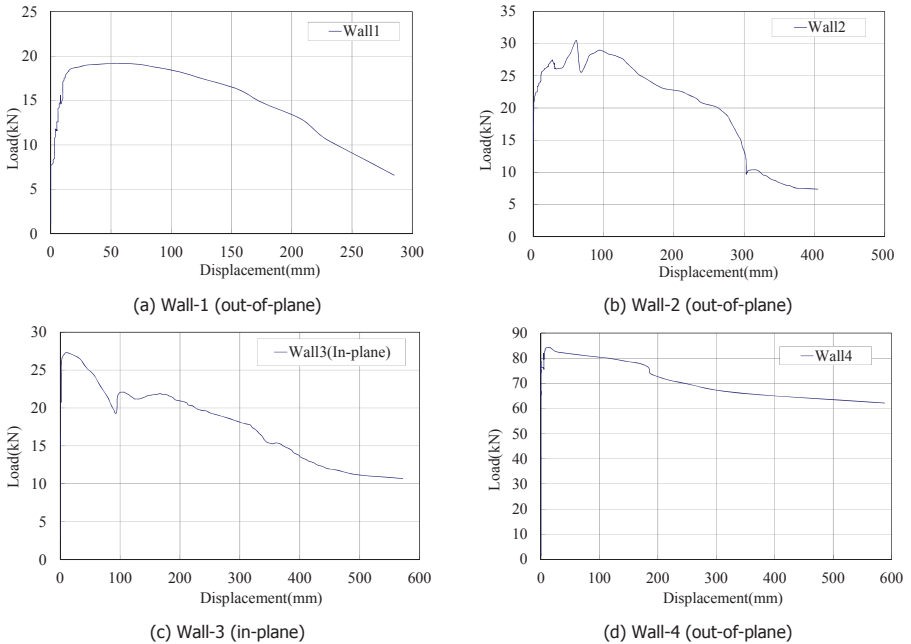 25
20
15
10
5
0
Load(kN)
Wall1
0 50 100 150 200 250 300
Displacement(mm)
(a) Wall-1 (out-of-plane)
35
30
25
20
15
10
5
0
Load(kN)
Wall2
0 100 200 300 400 500
Displacement(mm)
(b) Wall-2 (out-of-plane)
30
25
20
15
10
5
0
Load(kN)
Wall3(In-plane)
0 100 200 300 400 500 600
Displacement(mm)
(c) Wall-3 (in-plane)
90
80
70
60
50
40
30
20
10
0
Load(kN)
Wall4
0 100 200 300 400 500 600
Displacement(mm)
(d) Wall-4 (out-of-plane)